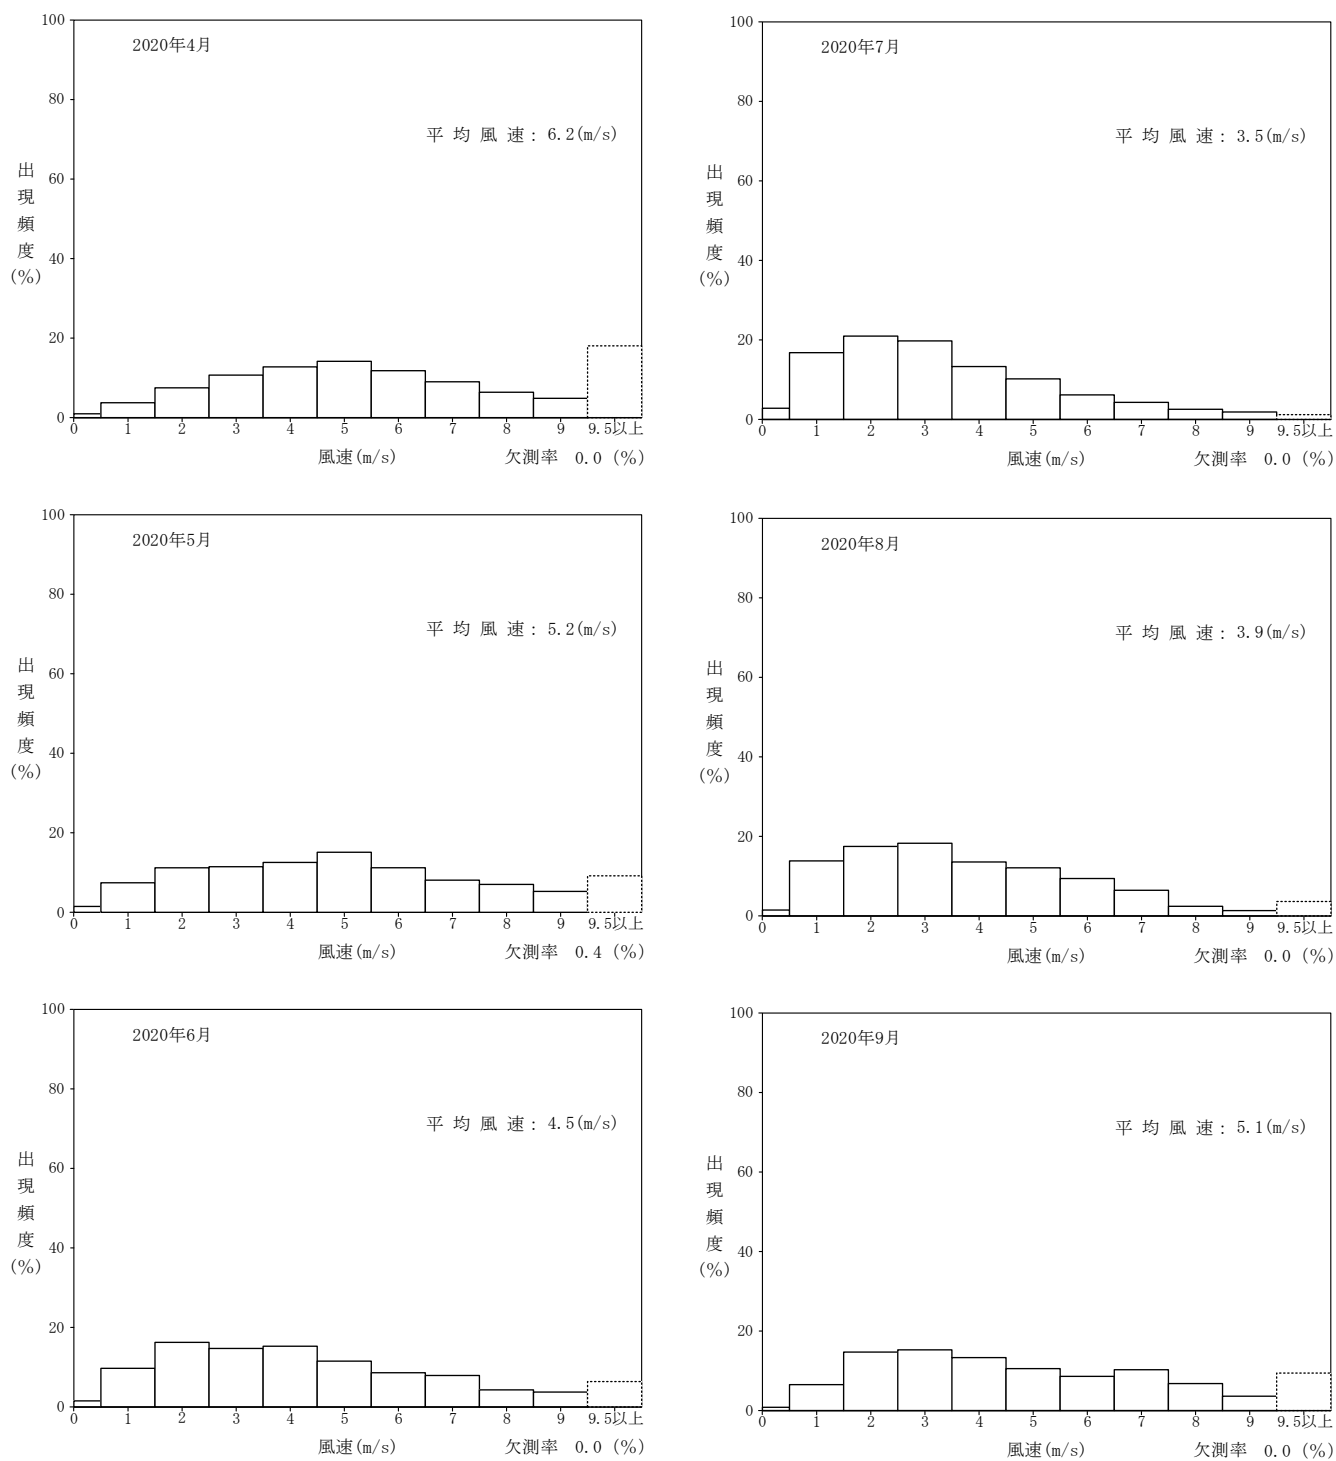 100
2020年4月
80
平 均 風 速: 6.2(m/s)
60
出現頻度(%)
40
20
0
0 1 2 3 4 5 6 7 8 9 9.5以上
風速(m/s) 欠測率 0.0 (%)
100
2020年5月
80
平 均 風 速: 5.2(m/s)
60
出現頻度(%)
40
20
0
0 1 2 3 4 5 6 7 8 9 9.5以上
風速(m/s) 欠測率 0.4 (%)
100
2020年6月
80
平 均 風 速: 4.5(m/s)
60
出現頻度(%)
40
20
0
0 1 2 3 4 5 6 7 8 9 9.5以上
風速(m/s) 欠測率 0.0 (%)
100
2020年7月
80
平 均 風 速: 3.5(m/s)
60
出現頻度(%)
40
20
0
0 1 2 3 4 5 6 7 8 9 9.5以上
風速(m/s) 欠測率 0.0 (%)
100
2020年8月
80
平 均 風 速: 3.9(m/s)
60
出現頻度(%)
40
20
0
0 1 2 3 4 5 6 7 8 9 9.5以上
風速(m/s) 欠測率 0.0 (%)
100
2020年9月
80
平 均 風 速: 5.1(m/s)
60
出現頻度(%)
40
20
0
0 1 2 3 4 5 6 7 8 9 9.5以上
風速(m/s) 欠測率 0.0 (%)